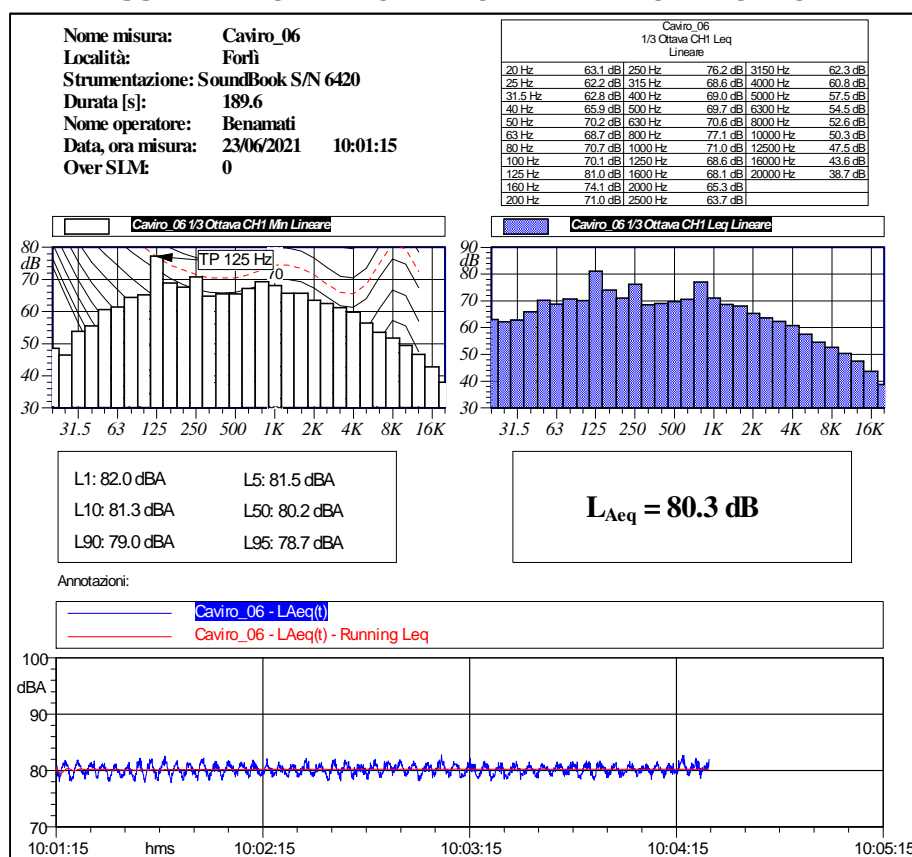 Nome misura: Caviro_06
Località: Forlì
Strumentazione: SoundBook S/N 6420
Durata [s]: 189.6
Nome operatore: Benamati
Data, ora misura: 23/06/2021 10:01:15
Over SLM: 0
Caviro_06
1/3 Ottava CH1 Leq
Lineare
20 Hz 63.1 dB 250 Hz 76.2 dB 3150 Hz 62.3 dB
25 Hz 62.2 dB 315 Hz 68.6 dB 4000 Hz 60.8 dB
31.5 Hz 62.8 dB 400 Hz 69.0 dB 5000 Hz 57.5 dB
40 Hz 65.9 dB 500 Hz 69.7 dB 6300 Hz 54.5 dB
50 Hz 70.2 dB 630 Hz 70.6 dB 8000 Hz 52.6 dB
63 Hz 68.7 dB 800 Hz 77.1 dB 10000 Hz 50.3 dB
80 Hz 70.7 dB 1000 Hz 71.0 dB 12500 Hz 47.5 dB
100 Hz 70.1 dB 1250 Hz 68.6 dB 16000 Hz 43.6 dB
125 Hz 81.0 dB 1600 Hz 68.1 dB 20000 Hz 38.7 dB
160 Hz 74.1 dB 2000 Hz 65.3 dB
200 Hz 71.0 dB 2500 Hz 63.7 dB
Caviro_06 1/3 Ottava CH1 Min Lineare
80
dB
70
60
50
40
30
TP 125 Hz
70
31.5 63 125 250 500 1K 2K 4K 8K 16K
Caviro_06 1/3 Ottava CH1 Leq Lineare
90
dB
80
70
60
50
40
30
31.5 63 125 250 500 1K 2K 4K 8K 16K
L1: 82.0 dBA L5: 81.5 dBA
L10: 81.3 dBA L50: 80.2 dBA
L90: 79.0 dBA L95: 78.7 dBA
LAeq = 80.3 dB
Annotazioni:
Caviro_06 - LAeq(t)
Caviro_06 - LAeq(t) - Running Leq
100
dBA
90
80
70
10:01:15 hms 10:02:15 10:03:15 10:04:15 10:05:15